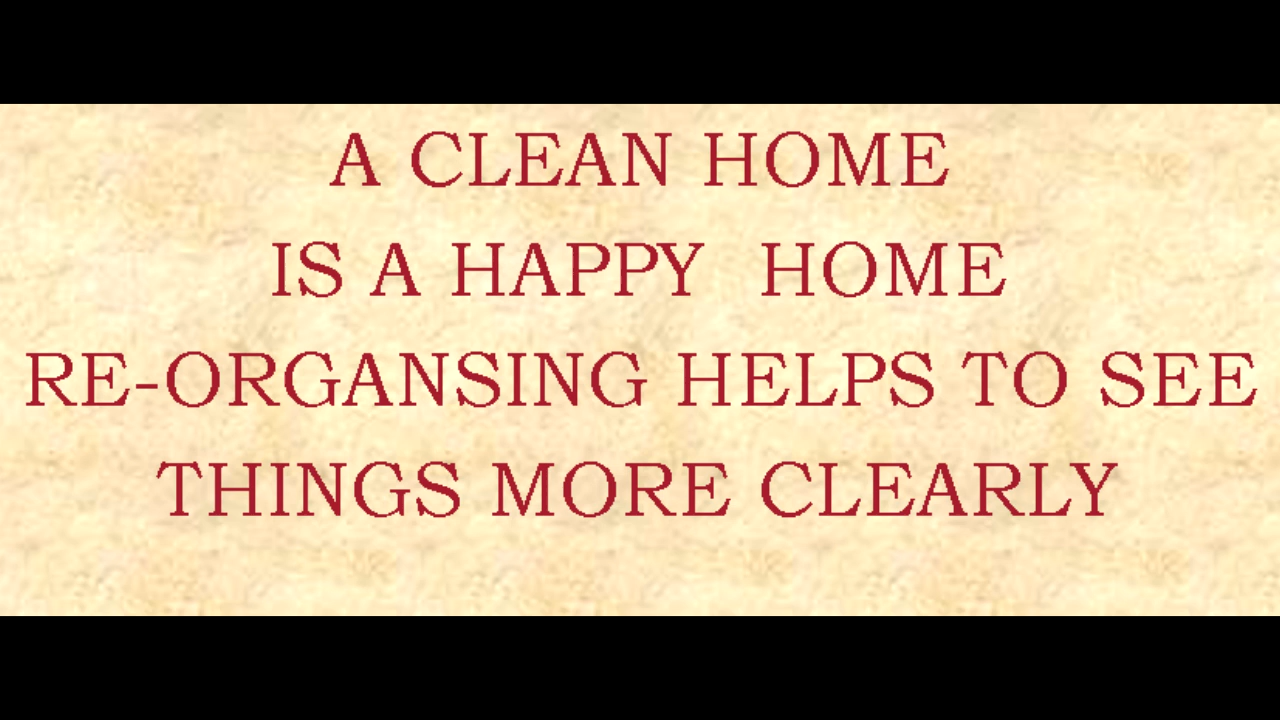 A CLEAN HOME
IS A HAPPY  HOME
RE-ORGANSING HELPS TO SEE
THINGS MORE CLEARLY